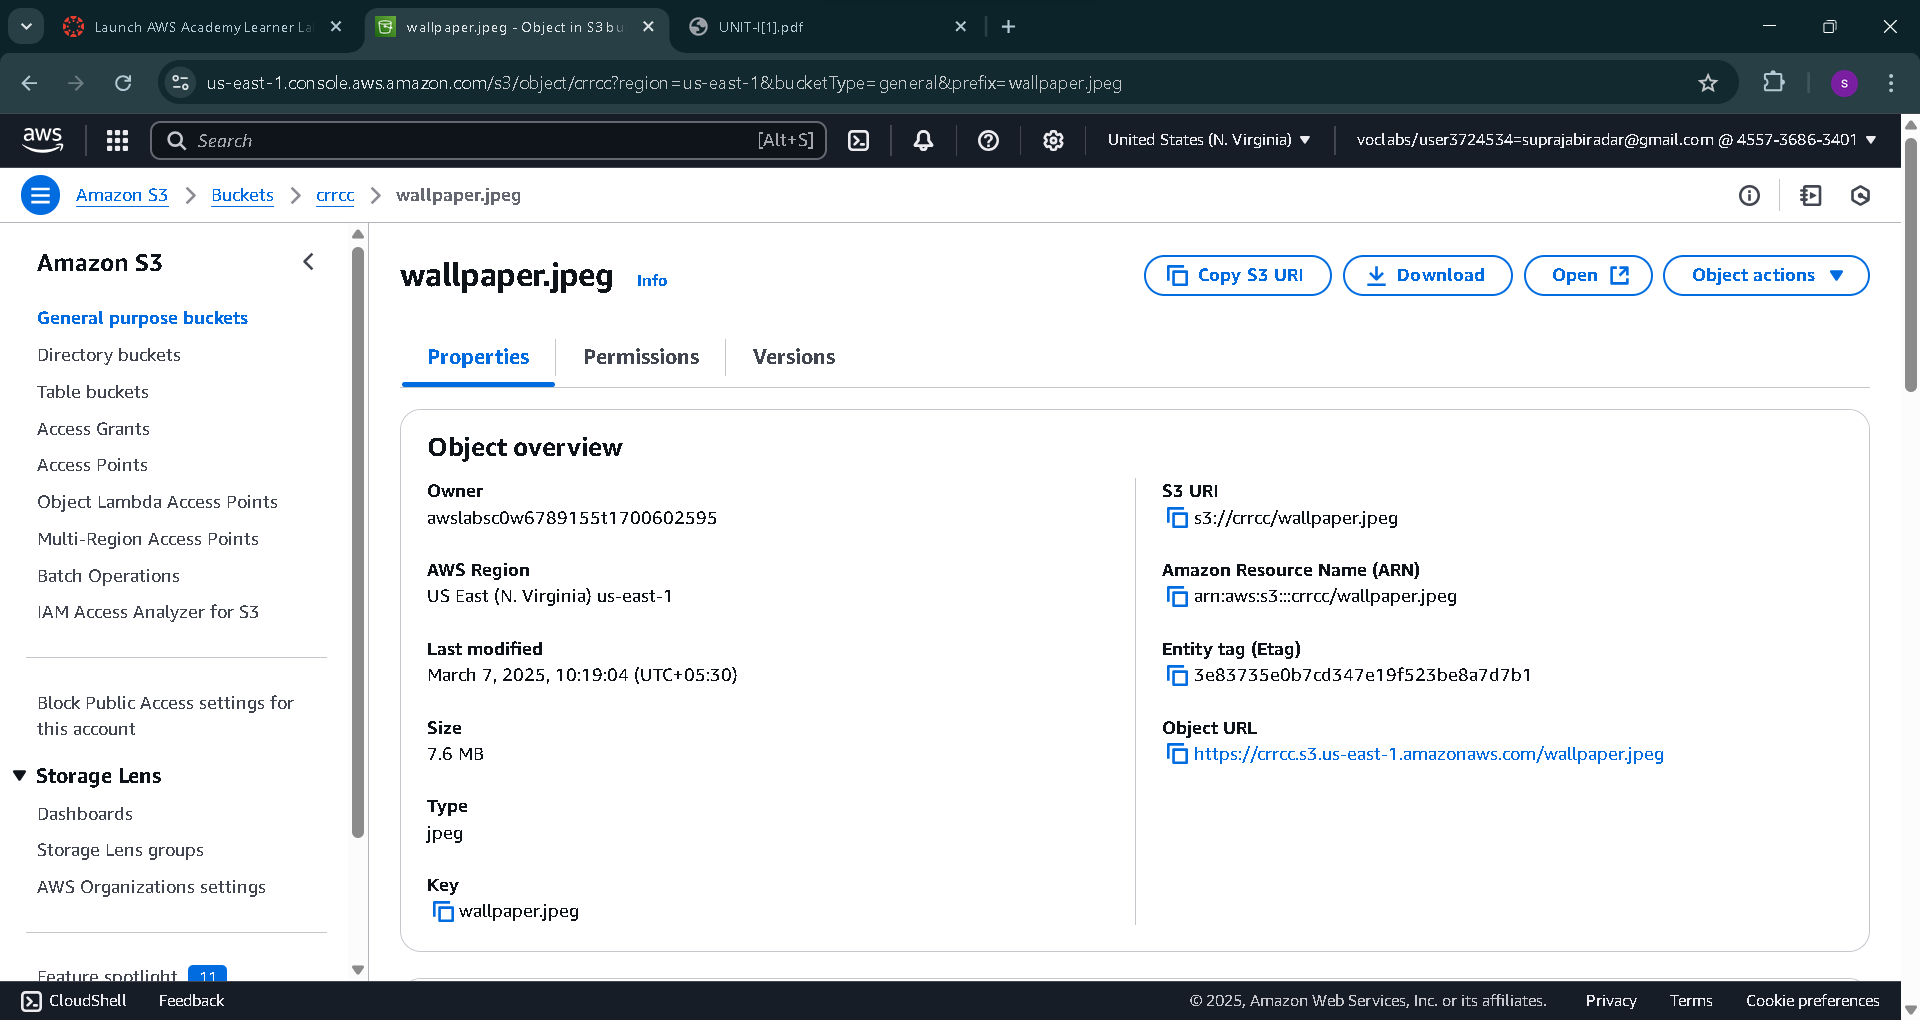 Launch AWS Academy Learner La
wallpaper.jpeg - Object in S3 bu
UNIT-I[1].pdf
us-east-1.console.aws.amazon.com/s3/object/crrcc?region=us-east-1&bucketType=general&prefix=wallpaper.jpeg
S
aws
Search
[Alt+S]
United States (N. Virginia)
voclabs/user3724534=suprajabiradar@gmail.com @ 4557-3686-3401
Amazon S3
Buckets
crrcc
wallpaper.jpeg
Amazon S3
General purpose buckets
Directory buckets
Table buckets
Access Grants
Access Points
Object Lambda Access Points
Multi-Region Access Points
Batch Operations
IAM Access Analyzer for S3
Block Public Access settings for
this account
Storage Lens
Dashboards
Storage Lens groups
AWS Organizations settings
Feature spotlight 11
wallpaper.jpeg Info
Copy S3 URI
Download
Open
Object actions
Properties
Permissions
Versions
Object overview
Owner
awslabsc0w6789155t1700602595
AWS Region
US East (N. Virginia) us-east-1
Last modified
March 7, 2025, 10:19:04 (UTC+05:30)
Size
7.6 MB
Type
jpeg
Key
wallpaper.jpeg
S3 URI
s3://crrcc/wallpaper.jpeg
Amazon Resource Name (ARN)
arn:aws:s3:::crrcc/wallpaper.jpeg
Entity tag (Etag)
3e83735e0b7cd347e19f523be8a7d7b1
Object URL
https://crrcc.s3.us-east-1.amazonaws.com/wallpaper.jpeg
CloudShell
Feedback
© 2025, Amazon Web Services, Inc. or its affiliates.
Privacy
Terms
Cookie preferences